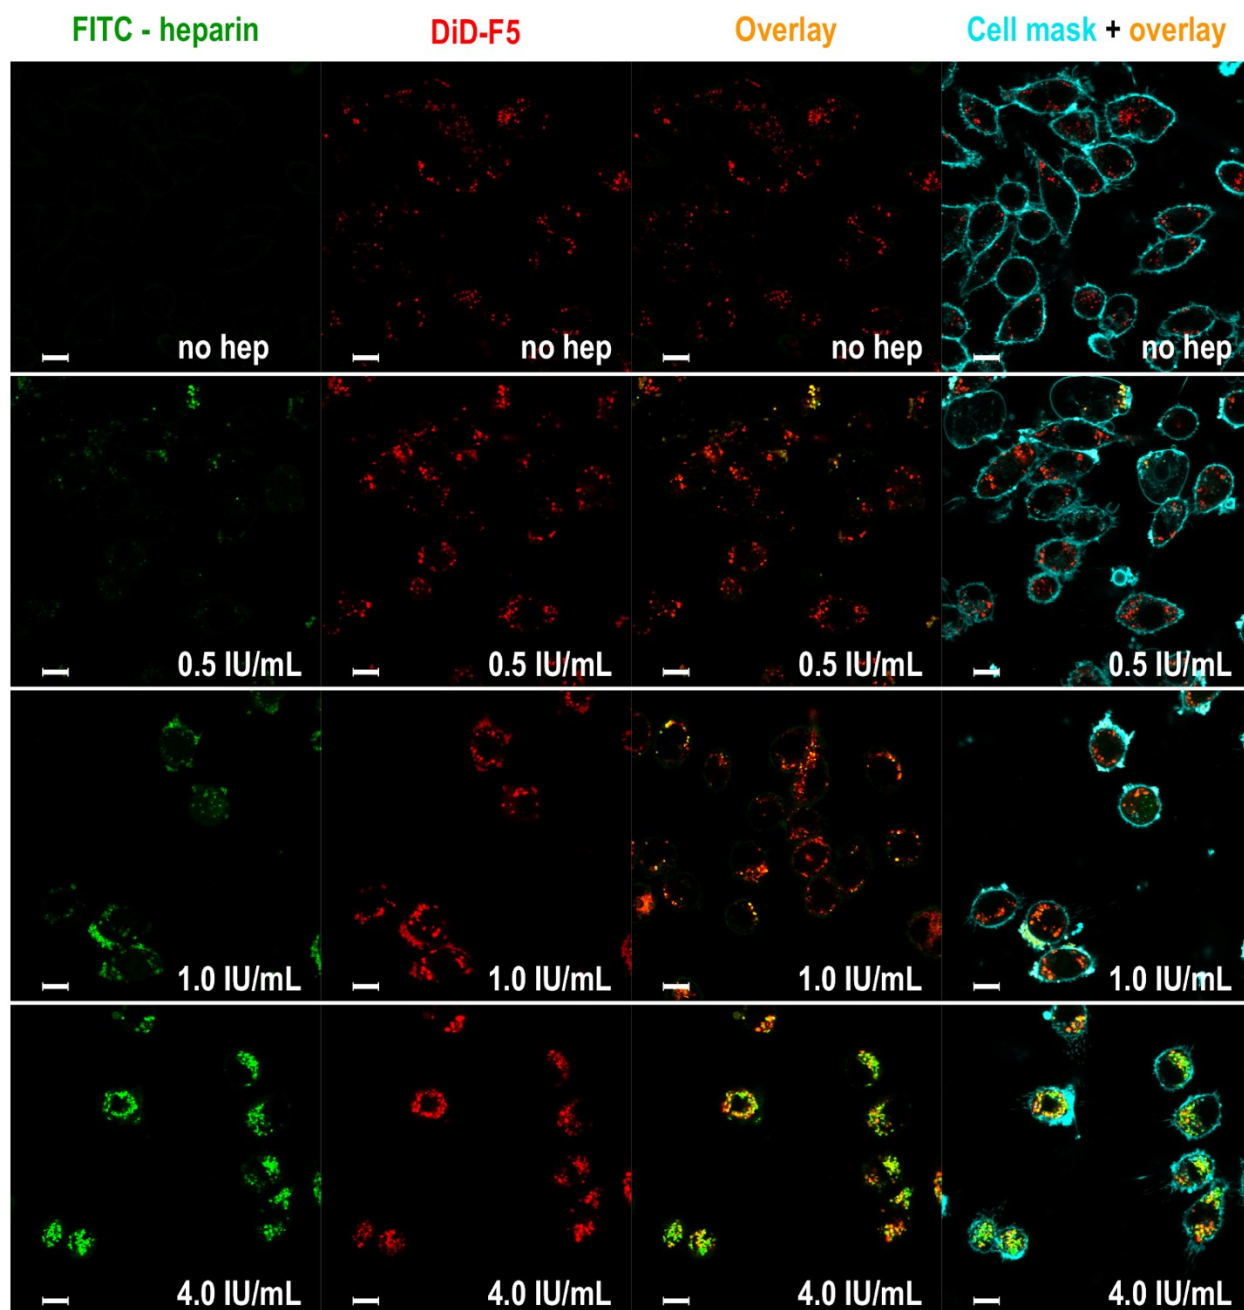 FITC - heparin DiD-F5 Overlay Cell mask + overlay
no hep no hep no hep no hep
0.5 IU/mL 0.5 IU/mL 0.5 IU/mL 0.5 IU/mL
1.0 IU/mL 1.0 IU/mL 1.0 IU/mL 1.0 IU/mL
4.0 IU/mL 4.0 IU/mL 4.0 IU/mL 4.0 IU/mL